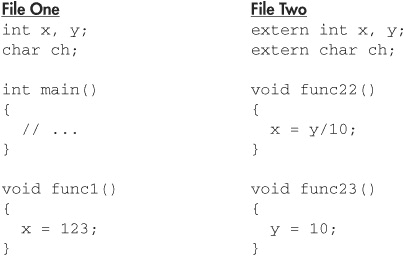 File One
int x, y;
char ch;
int main()
{
// ...
}
void func1()
{
x = 123;
}
File Two
extern int x, y;
extern char ch;
void func22()
{
x = y/10;
}
void func23()
{
y = 10;
}